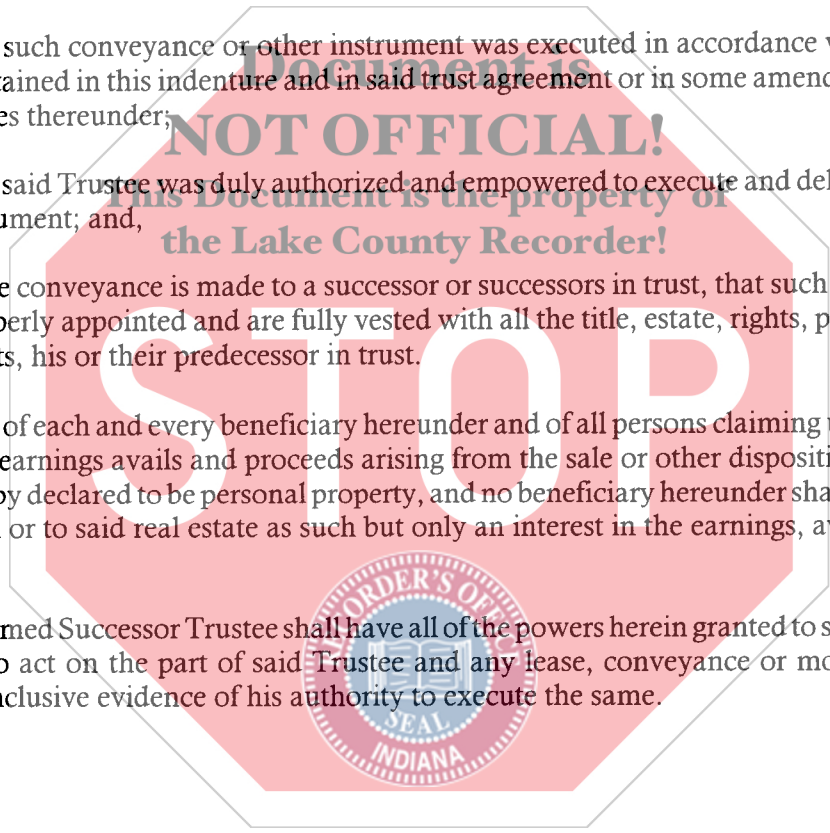 such conveyance or other instrument was executed in accordance
Document is
tained in this indenture and in said trust agreement or in some amend
es thereunder;
NOT OFFICIAL!
said Trustee was duly authorized and empowered to execute and del
This Document is the property of
ument; and,
the Lake County Recorder!
e conveyance is made to a successor or successors in trust, that such
perly appointed and are fully vested with all the title, estate, rights, p
ts, his or their predecessor in trust.
STOP
of each and every beneficiary hereunder and of all persons claiming
earnings avails and proceeds arising from the sale or other dispositi
by declared to be personal property, and no beneficiary hereunder sha
or to said real estate as such but only an interest in the earnings, av
RECORDER'S OFFICE
med Successor Trustee shall have all of the powers herein granted to s
o act on the part of said Trustee and any lease, conveyance or mo
nclusive evidence of his authority to execute the same.
SEAL
INDIANA